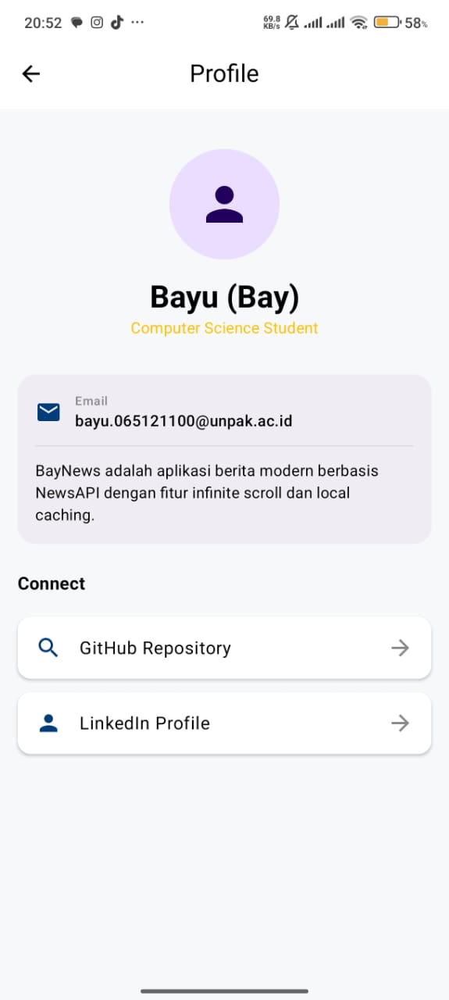 20:52 69.8 KB/s 58%
Profile
Bayu (Bay)
Computer Science Student
Email
bayu.065121100@unpak.ac.id
BayNews adalah aplikasi berita modern berbasis
NewsAPI dengan fitur infinite scroll dan local
caching.
Connect
GitHub Repository
LinkedIn Profile